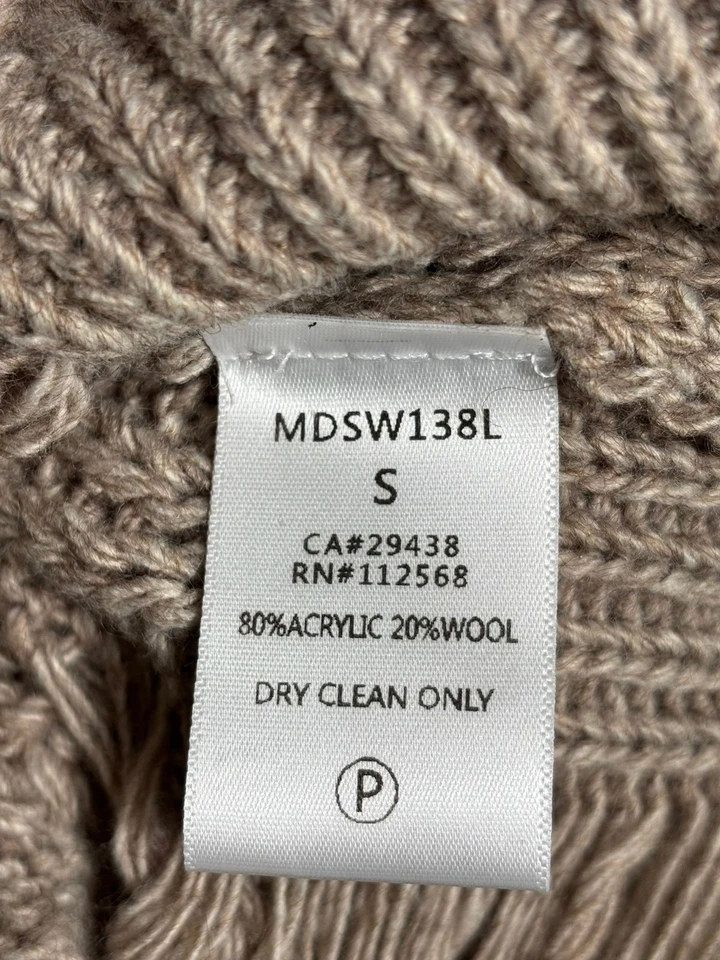 MDSW138L
S
CA#29438
RN#112568
80%ACRYLIC 20%WOOL
DRY CLEAN ONLY
P